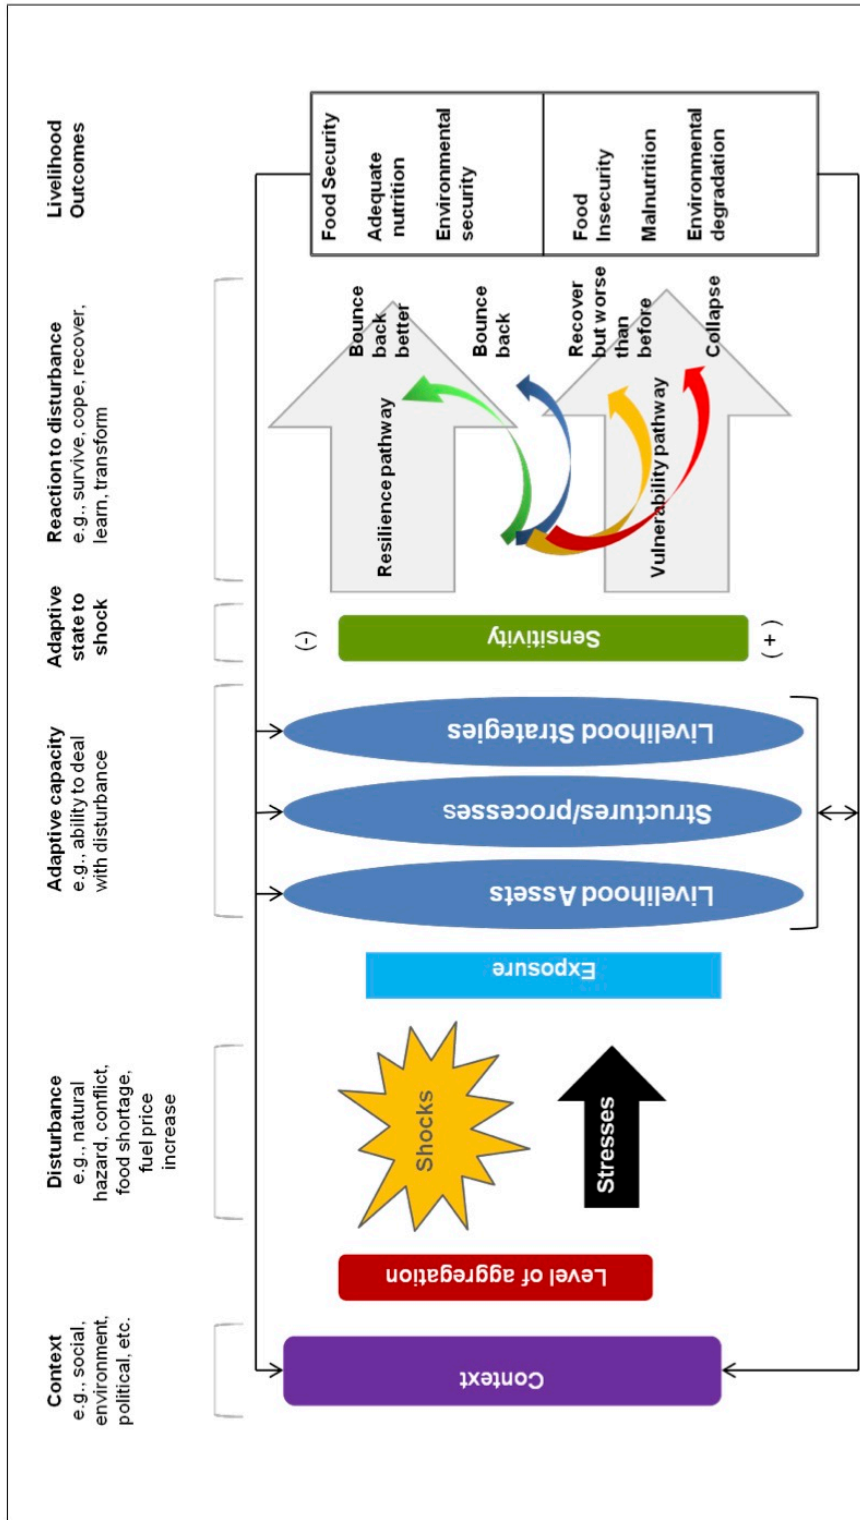 Context
e.g., social,
environment,
political, etc.
Disturbance
e.g., natural
hazard, conflict,
food shortage,
fuel price
increase
Adaptive capacity
e.g., ability to deal
with disturbance
Adaptive
state to
shock
Reaction to disturbance
e.g., survive, cope, recover,
learn, transform
Livelihood
Outcomes
Context
Level of aggregation
Shocks
Stresses
Exposure
Livelihood Assets
Structures/processes
Livelihood Strategies
(-)
Sensitivity
(+)
Resilience pathway
Vulnerability pathway
Bounce
back
better
Bounce
back
Recover
but worse
than
before
Collapse
Food Security
Adequate
nutrition
Environmental
security
Food
Insecurity
Malnutrition
Environmental
degradation